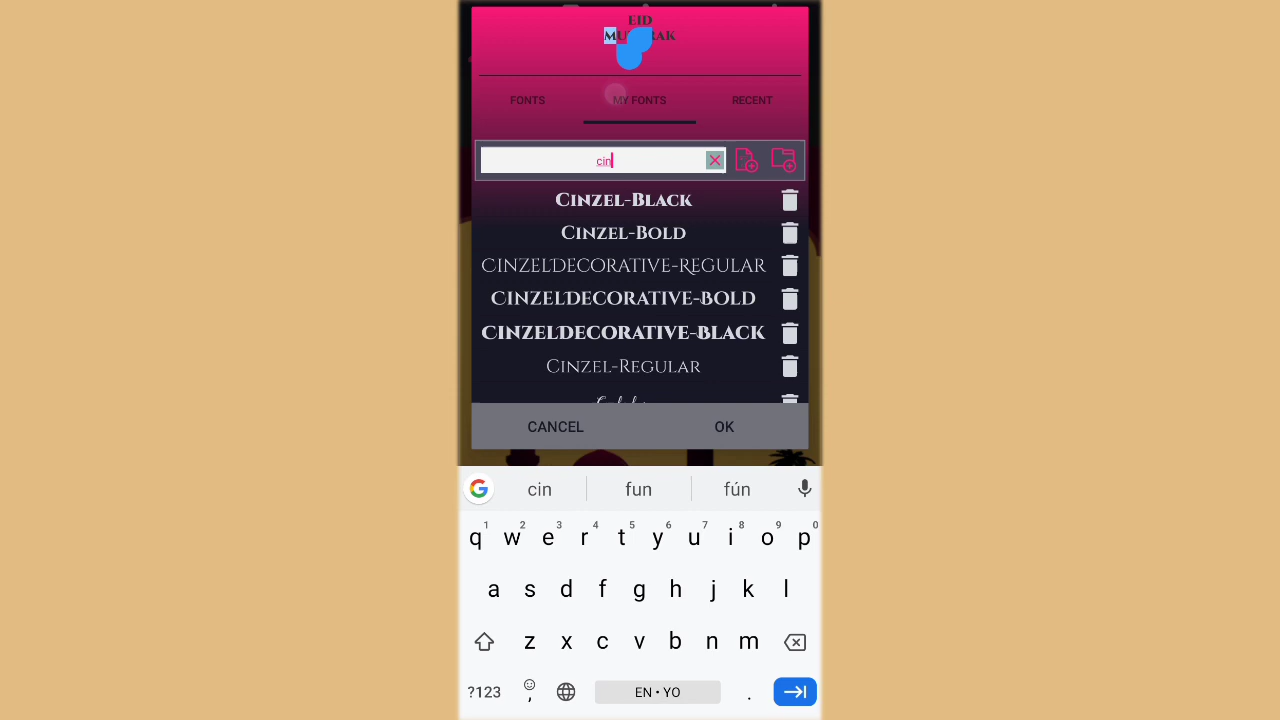 EID
MUBARAK
FONTS
MY FONTS
RECENT
cin
Cinzel-Black
Cinzel-Bold
CinzelDecorative-Regular
CinzelDecorative-Bold
CinzelDecorative-Black
Cinzel-Regular
CANCEL OK
cin fun fún
1 2 3 4 5 6 7 8 9 0
q w e r t y u i o p
a s d f g h j k l
z x c v b n m
?123 , EN • YO .